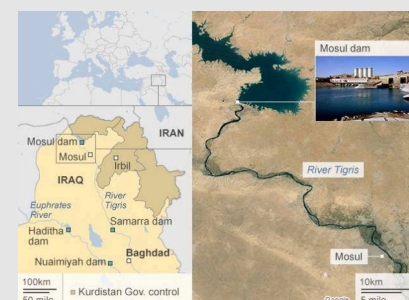 IRAN
Mosul dam
Mosul
Irbil
IRAQ
Euphrates
River
River
Tigris
Samarra dam
Haditha
dam
Baghdad
Nuaimiyah dam
100km
50 mile
Kurdistan Gov. control
Mosul dam
River Tigris
Mosul
Google
10km
5 mile